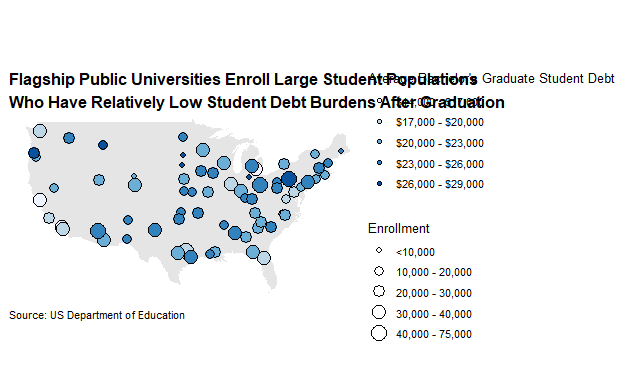 Flagship Public Universities Enroll Large Student Populations
Who Have Relatively Low Student Debt Burdens After Graduation
Graduate Student Debt
$17,000 - $20,000
$20,000 - $23,000
$23,000 - $26,000
$26,000 - $29,000
Enrollment
<10,000
10,000 - 20,000
20,000 - 30,000
30,000 - 40,000
40,000 - 75,000
Source: US Department of Education